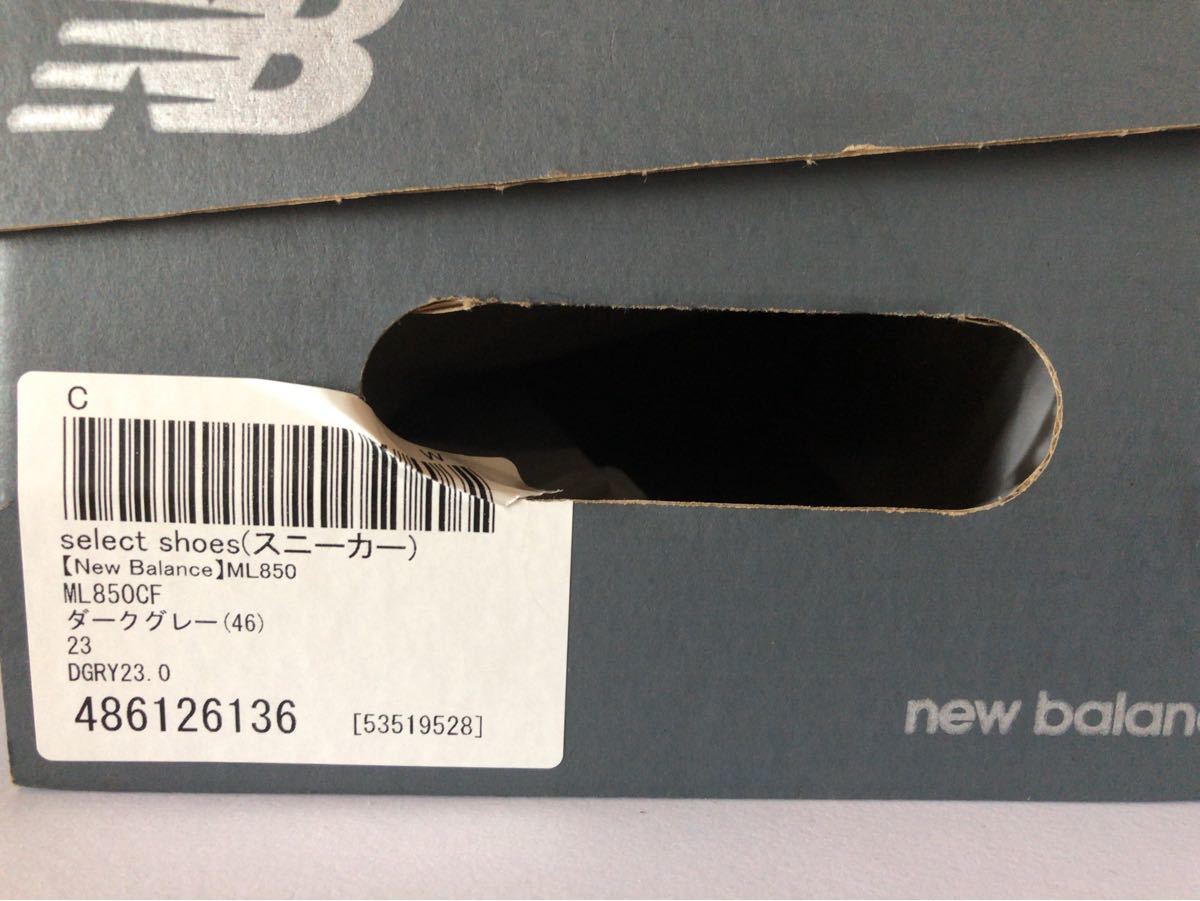 C
W
select shoes(スニーカー)
【New Balance】ML850
ML850CF
ダークグレー(46)
23
DGRY23.0
486126136 [53519528]
new balan